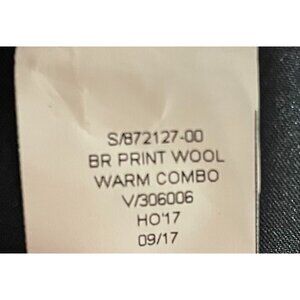 S/872127-00
BR PRINT WOOL
WARM COMBO
V/306006
HO'17
09/17